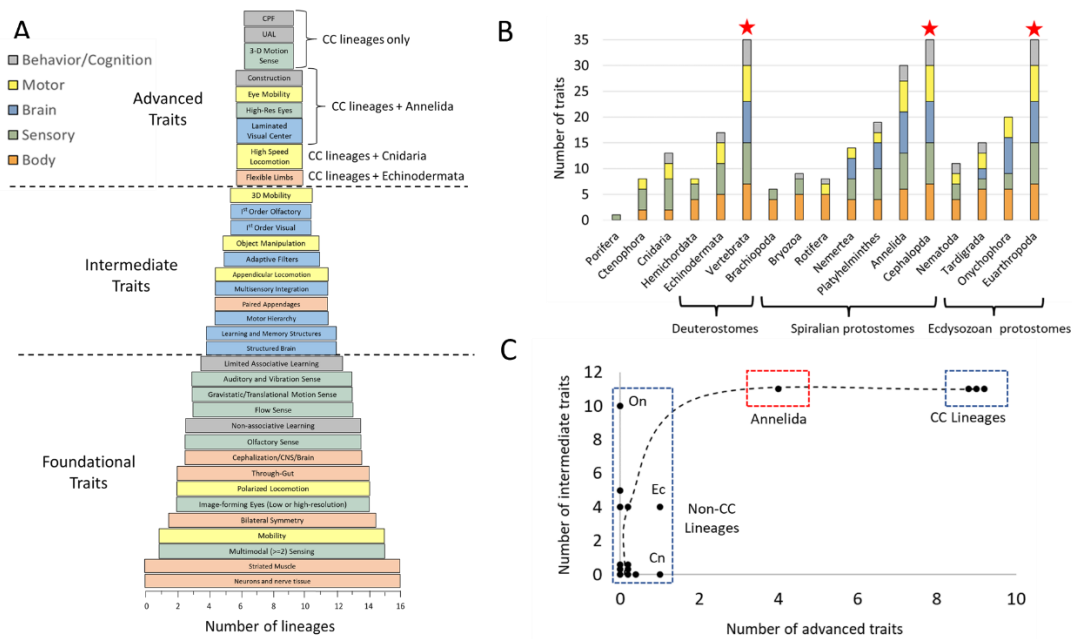 A
Behavior/Cognition
Motor
Brain
Sensory
Body
Advanced
Traits
Intermediate
Traits
Foundational
Traits
CPF
UAL
3-D Motion
Sense
Construction
Eye Mobility
High-Res Eyes
Laminated
Visual Center
High Speed
Locomotion
Flexible Limbs
CC lineages only
CC lineages + Annelida
CC lineages + Cnidaria
CC lineages + Echinodermata
3D Mobility
Ist Order Olfactory
Ist Order Visual
Object Manipulation
Adaptive Filters
Appendicular Locomotion
Multisensory Integration
Paired Appendages
Motor Hierarchy
Learning and Memory Structures
Structured Brain
Limited Associative Learning
Auditory and Vibration Sense
Gravistatic/Translational Motion Sense
Flow Sense
Non-associative Learning
Olfactory Sense
Cephalization/CNS/Brain
Through-Gut
Polarized Locomotion
Image-forming Eyes (Low or high-resolution)
Bilateral Symmetry
Mobility
Multimodal (>=2) Sensing
Striated Muscle
Neurons and nerve tissue
0 2 4 6 8 10 12 14 16
Number of lineages
B
Number of traits
35
30
25
20
15
10
5
0
Porifera
Ctenophora
Cnidaria
Hemichordata
Echinodermata
Vertebrata
Brachiopoda
Bryozoa
Rotifera
Nemertea
Platyhelminthes
Annelida
Cephalopda
Nematoda
Tardigrada
Onychophora
Euarthropoda
Deuterostomes
Spiralian protostomes
Ecdysozoan protostomes
C
Number of intermediate traits
12
10
8
6
4
2
0
On
Ec
Cn
Non-CC
Lineages
Annelida
CC Lineages
0 2 4 6 8 10
Number of advanced traits